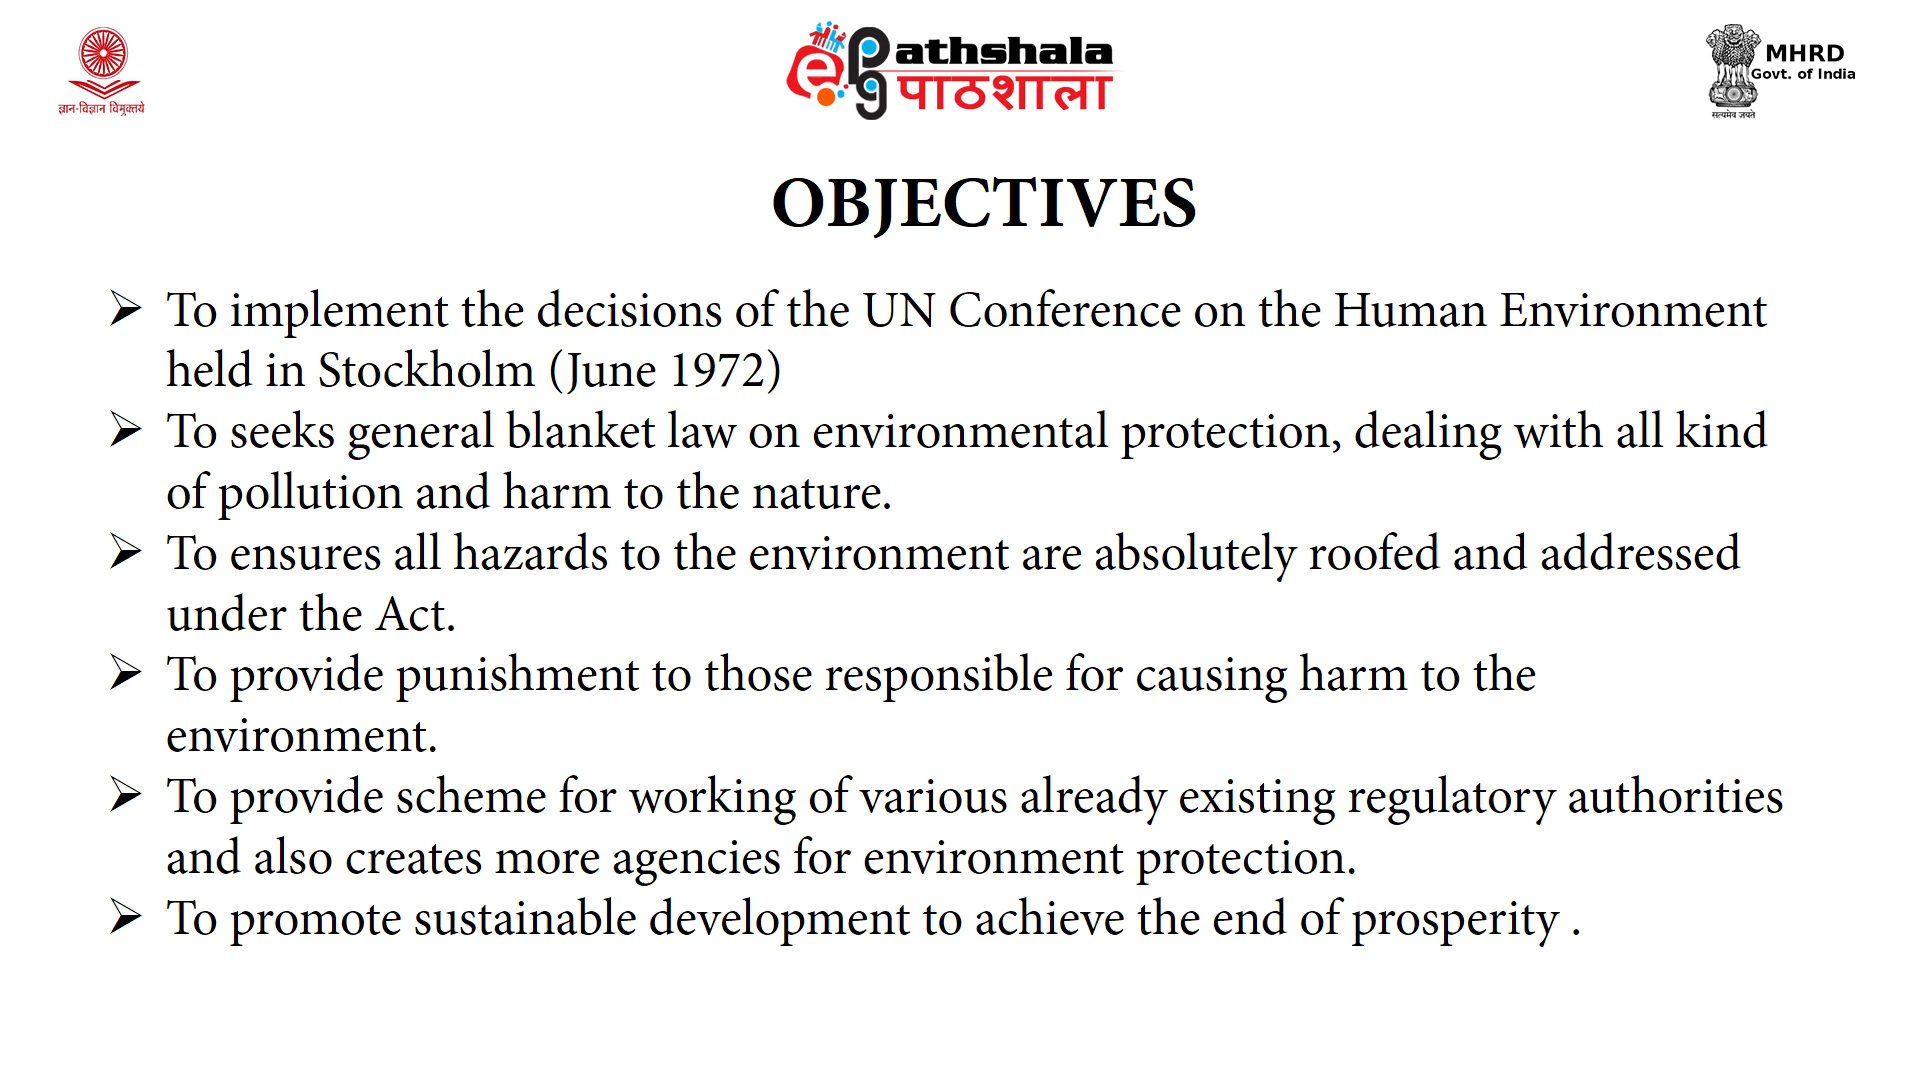 ज्ञान-विज्ञान विमुक्तये
e Pg athshala
पाठशाला
MHRD
Govt. of India
सत्यमेव जयते
OBJECTIVES
➢ To implement the decisions of the UN Conference on the Human Environment
held in Stockholm (June 1972)
➢ To seeks general blanket law on environmental protection, dealing with all kind
of pollution and harm to the nature.
➢ To ensures all hazards to the environment are absolutely roofed and addressed
under the Act.
➢ To provide punishment to those responsible for causing harm to the
environment.
➢ To provide scheme for working of various already existing regulatory authorities
and also creates more agencies for environment protection.
➢ To promote sustainable development to achieve the end of prosperity .